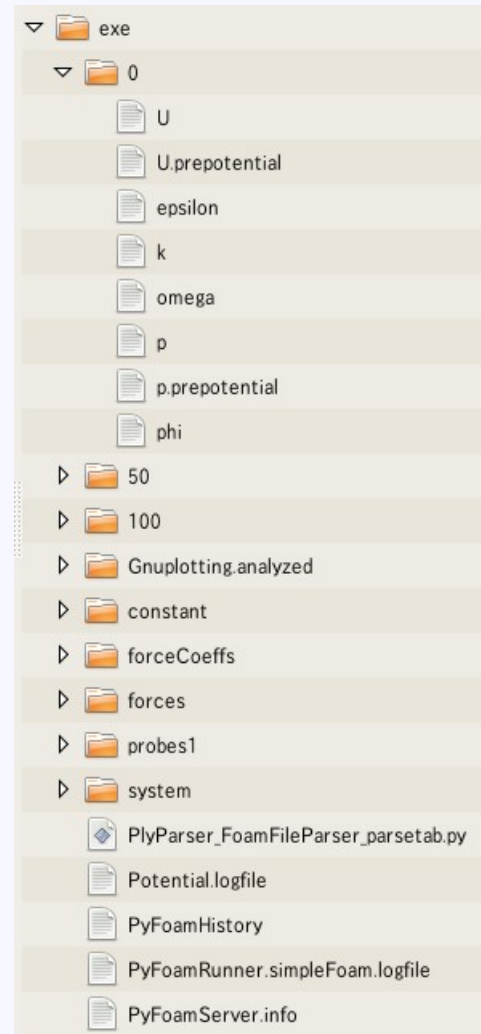 exe
0
U
U.prepotential
epsilon
k
omega
p
p.prepotential
phi
50
100
Gnuplotting.analyzed
constant
forceCoeffs
forces
probes1
system
PlyParser_FoamFileParser_parsetab.py
Potential.logfile
PyFoamHistory
PyFoamRunner.simpleFoam.logfile
PyFoamServer.info